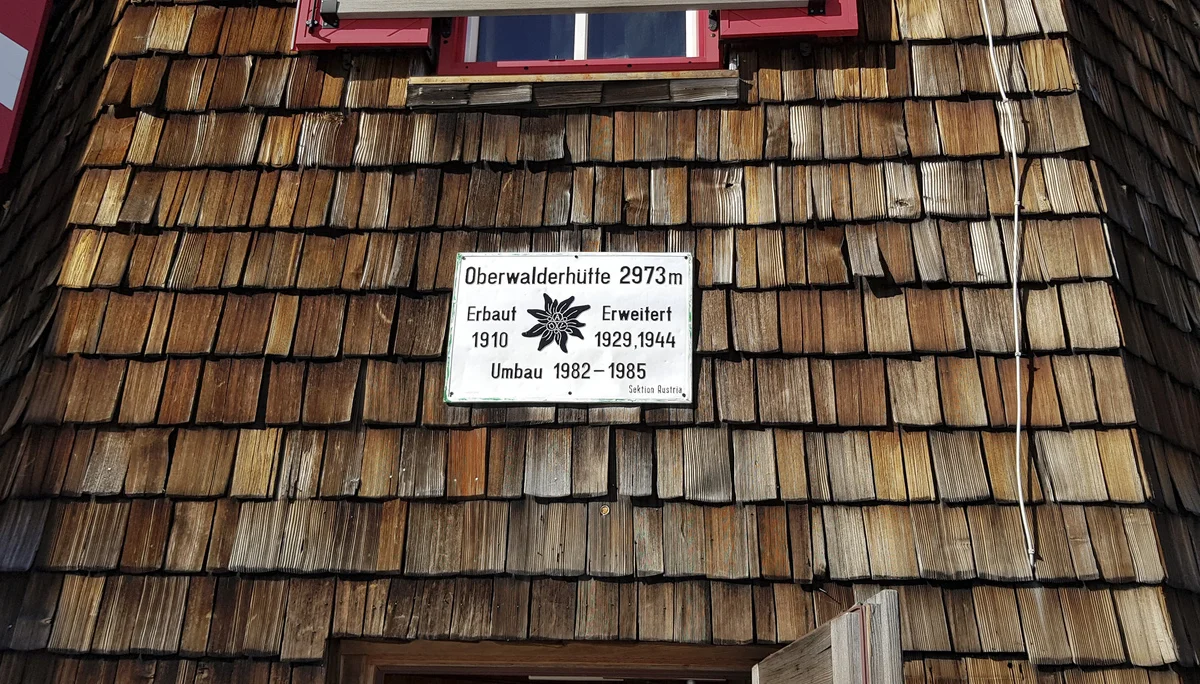 Oberwalderhütte 2973m
Erbaut Erweitert
1910 1929,1944
Umbau 1982-1985
Sektion Austria